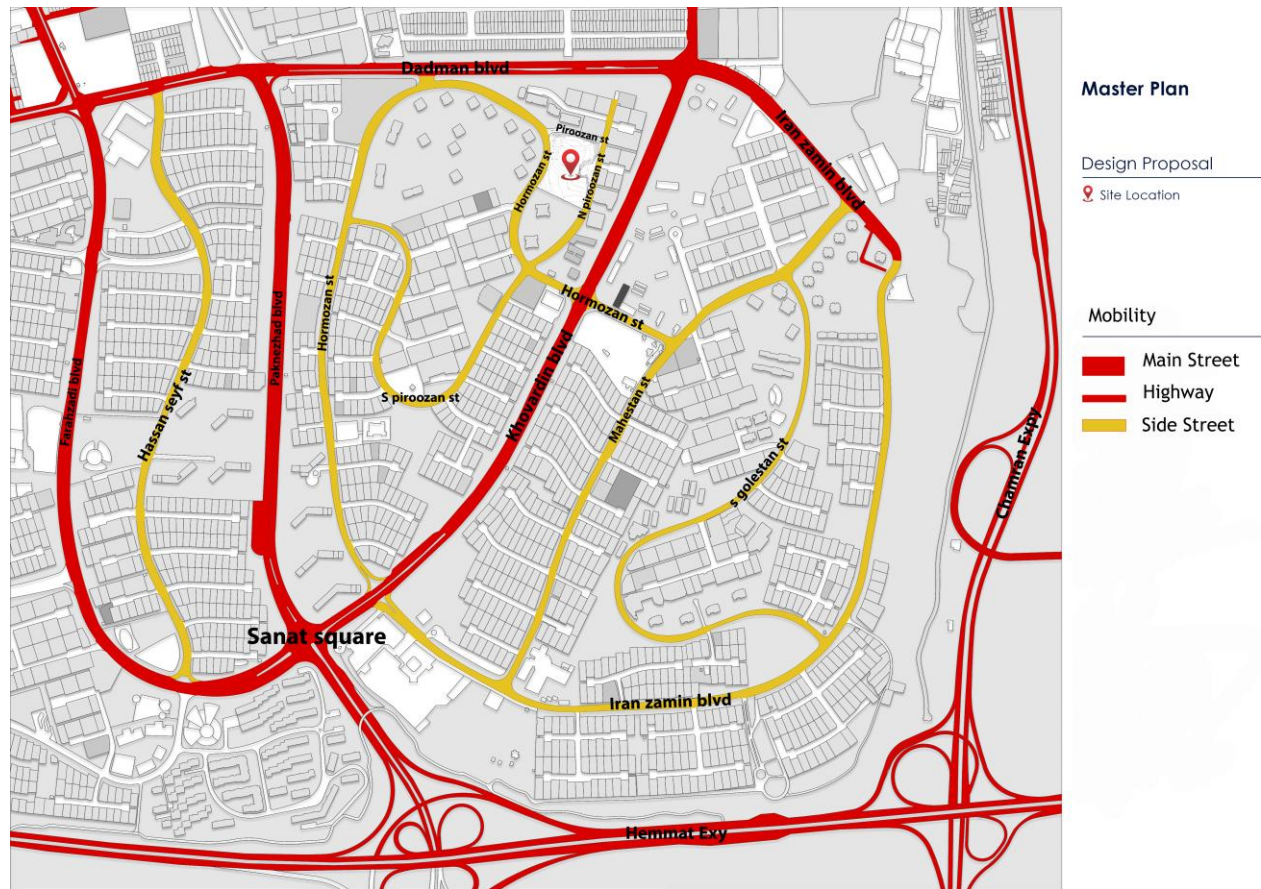 Dadman blvd
Iran zamin blvd
Piroozan st
Hormozan st
N piroozan st
Farahzadi blvd
Hassan seyf st
Paknezhad blvd
Hormozan st
S piroozan st
Khovardin blvd
Hormozan st
Mahestan st
s golestan st
Chamran Expy
Sanat square
Iran zamin blvd
Hemmat Exy
Master Plan
Design Proposal
Site Location
Mobility
Main Street
Highway
Side Street